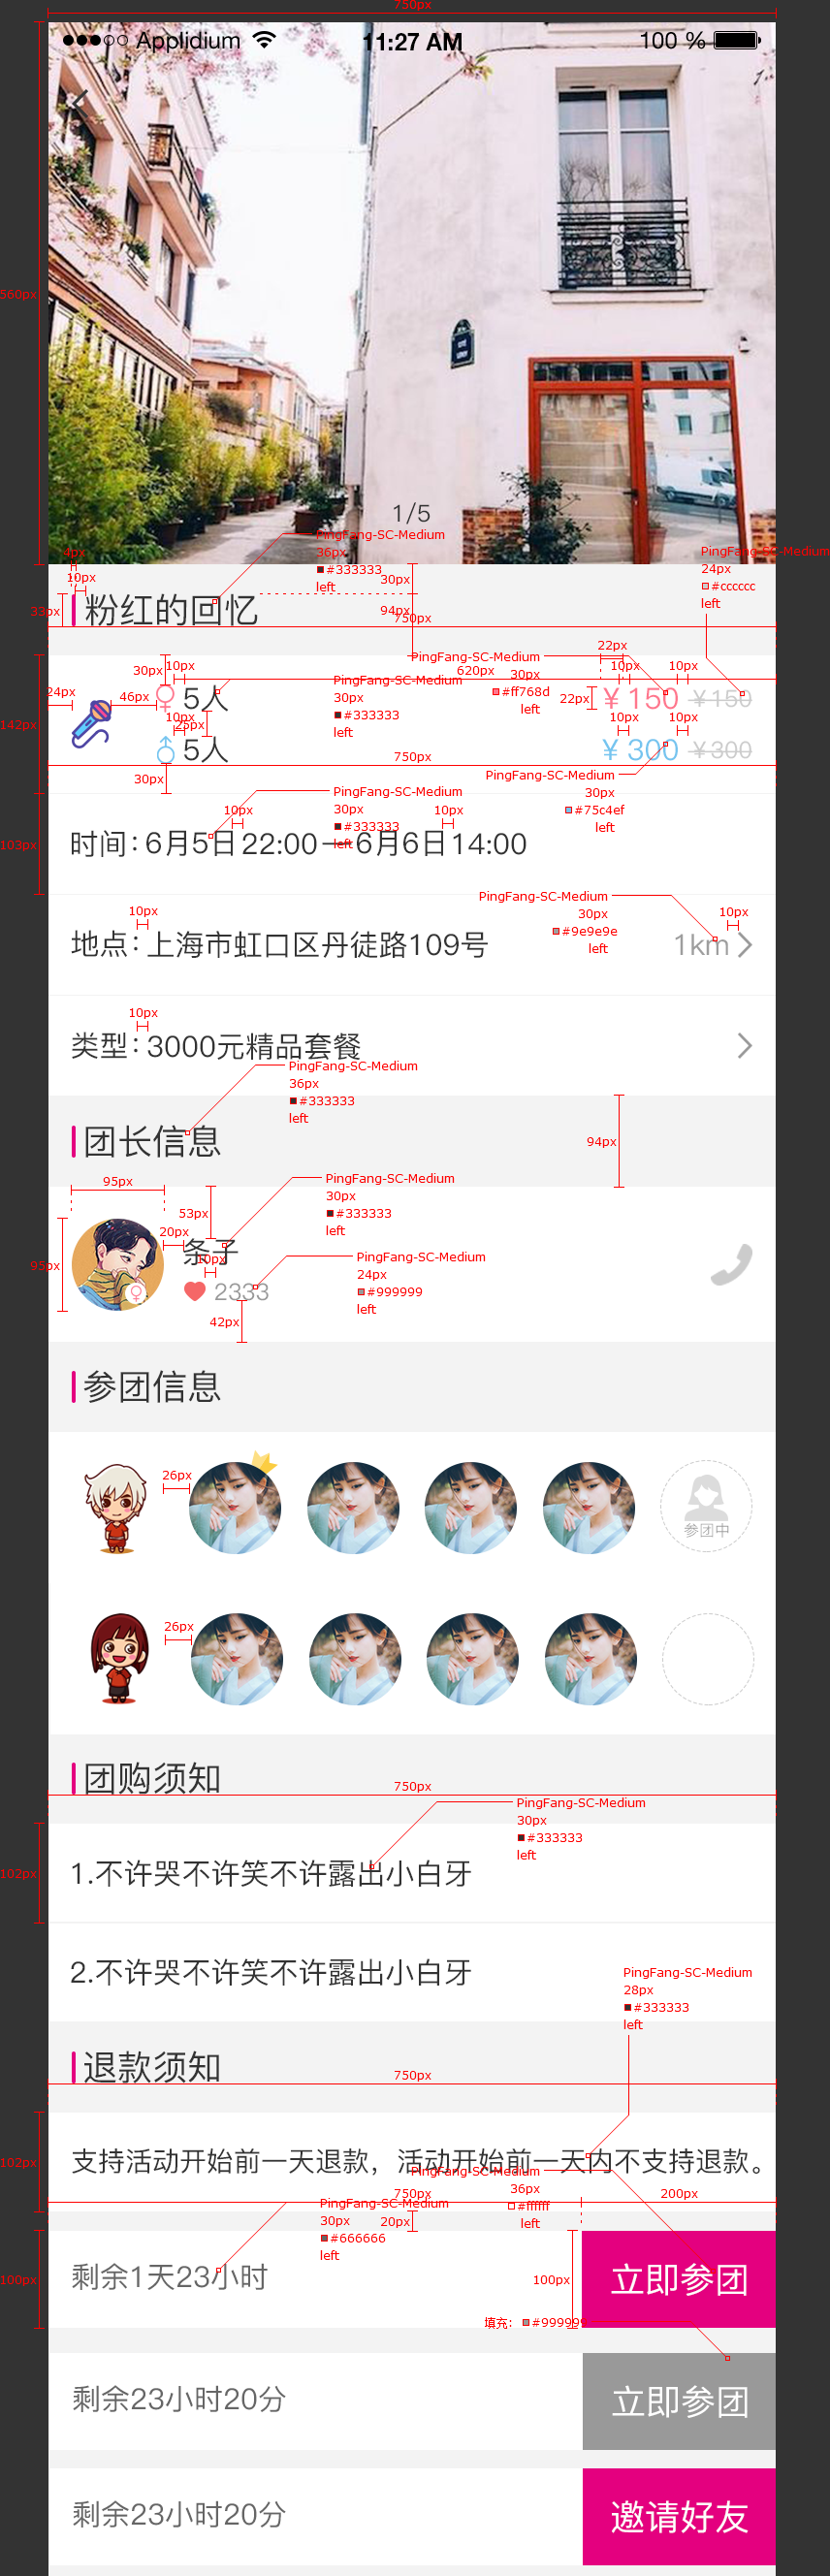 750px
Applidium 11:27 AM 100 %
560px
1/5
PingFang-SC-Medium
36px
#333333
left
PingFang-SC-Medium
24px
#cccccc
left
4px
10px
30px
33px
粉红的回忆
94px
750px
22px
PingFang-SC-Medium
30px
#ff768d
left
30px
10px
620px
10px
10px
24px
46px
5人
PingFang-SC-Medium
30px
#333333
left
22px
¥150
¥150
142px
10px
25px
10px
10px
5人
¥300
¥300
750px
30px
PingFang-SC-Medium
30px
#75c4ef
left
PingFang-SC-Medium
30px
#333333
left
10px
10px
103px
时间:6月5日22:00一6月6日14:00
PingFang-SC-Medium
30px
#9e9e9e
left
10px
10px
地点:上海市虹口区丹徒路109号
1km
10px
类型:3000元精品套餐
PingFang-SC-Medium
36px
#333333
left
团长信息
94px
95px
PingFang-SC-Medium
30px
#333333
left
53px
20px
条子
95px
10px
2333
PingFang-SC-Medium
24px
#999999
left
42px
参团信息
26px
参团中
26px
团购须知
750px
PingFang-SC-Medium
30px
#333333
left
102px
1.不许哭不许笑不许露出小白牙
2.不许哭不许笑不许露出小白牙
PingFang-SC-Medium
28px
#333333
left
退款须知
750px
102px
支持活动开始前一天退款，活动开始前一天内不支持退款。
PingFang-SC-Medium
36px
#ffffff
left
750px
200px
PingFang-SC-Medium
30px
#666666
left
20px
100px
剩余1天23小时
100px
立即参团
填充: #999999
剩余23小时20分
立即参团
剩余23小时20分
邀请好友